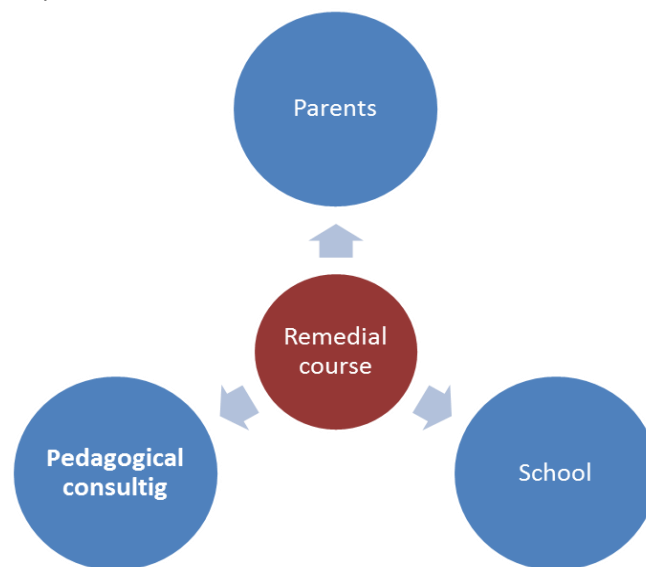 Parents
Remedial
course
Pedagogical
consultig
School